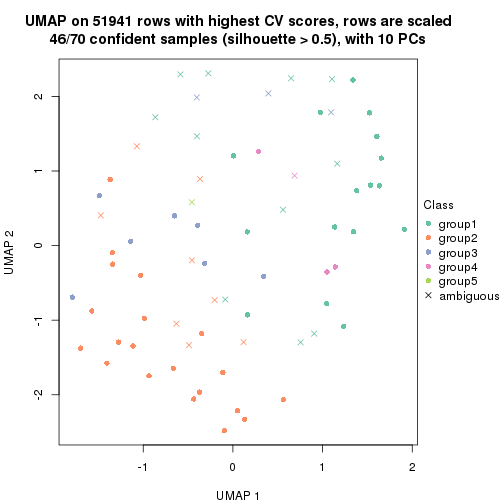 UMAP on 51941 rows with highest CV scores, rows are scaled
46/70 confident samples (silhouette > 0.5), with 10 PCs
2
1
0
-1
-2
UMAP 2
-1
0
1
2
UMAP 1
Class
group1
group2
group3
group4
group5
ambiguous